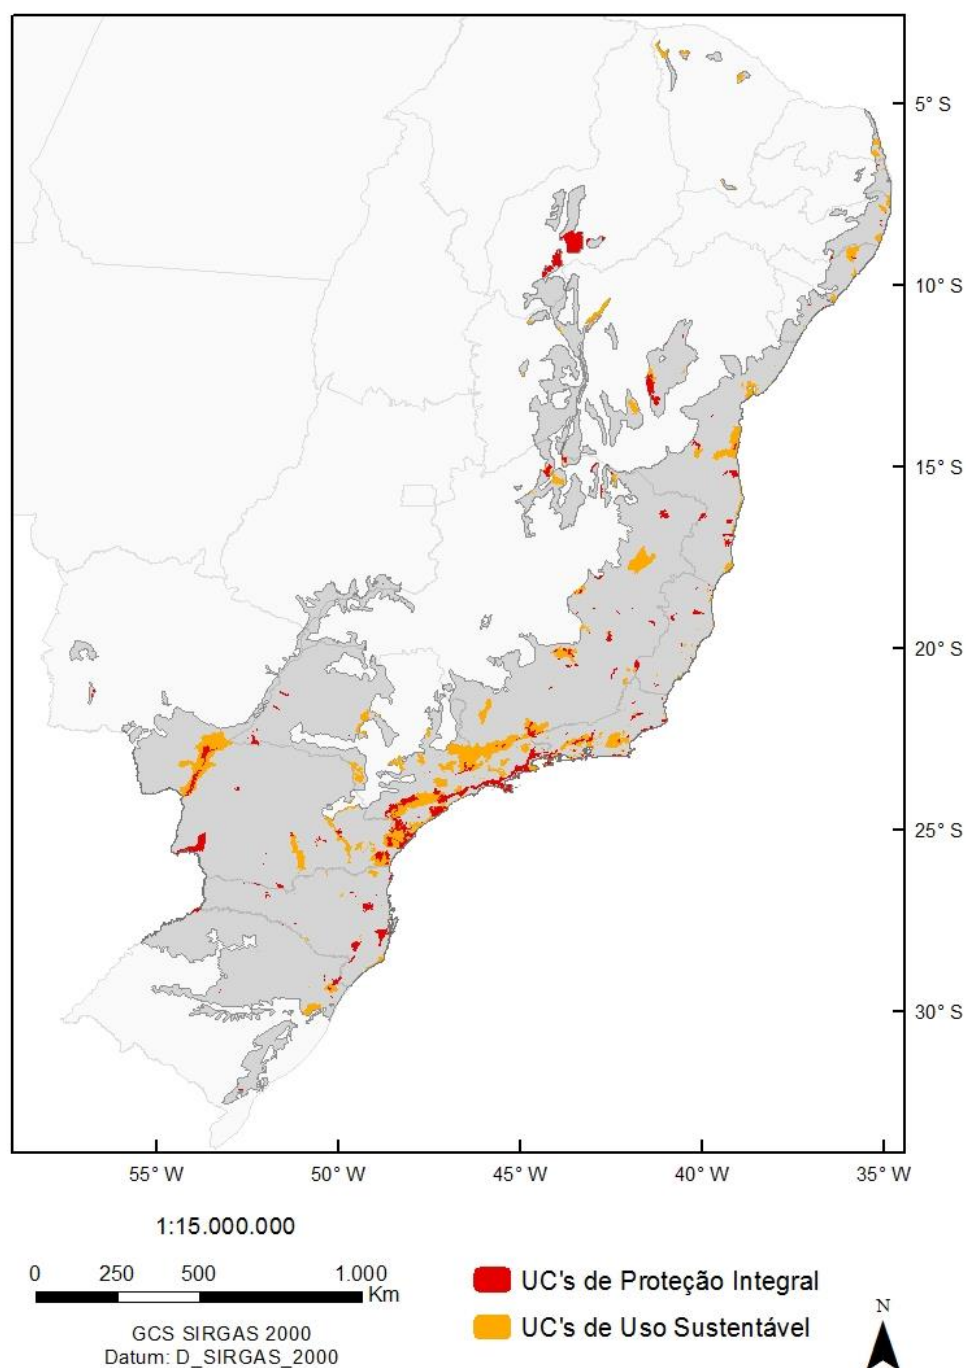 5° S
10° S
15° S
20° S
25° S
30° S
55° W
50° W
45° W
40° W
35° W
1:15.000.000
0 250 500 1.000
Km
GCS SIRGAS 2000
Datum: D_SIRGAS_2000
UC's de Proteção Integral
UC's de Uso Sustentável
N